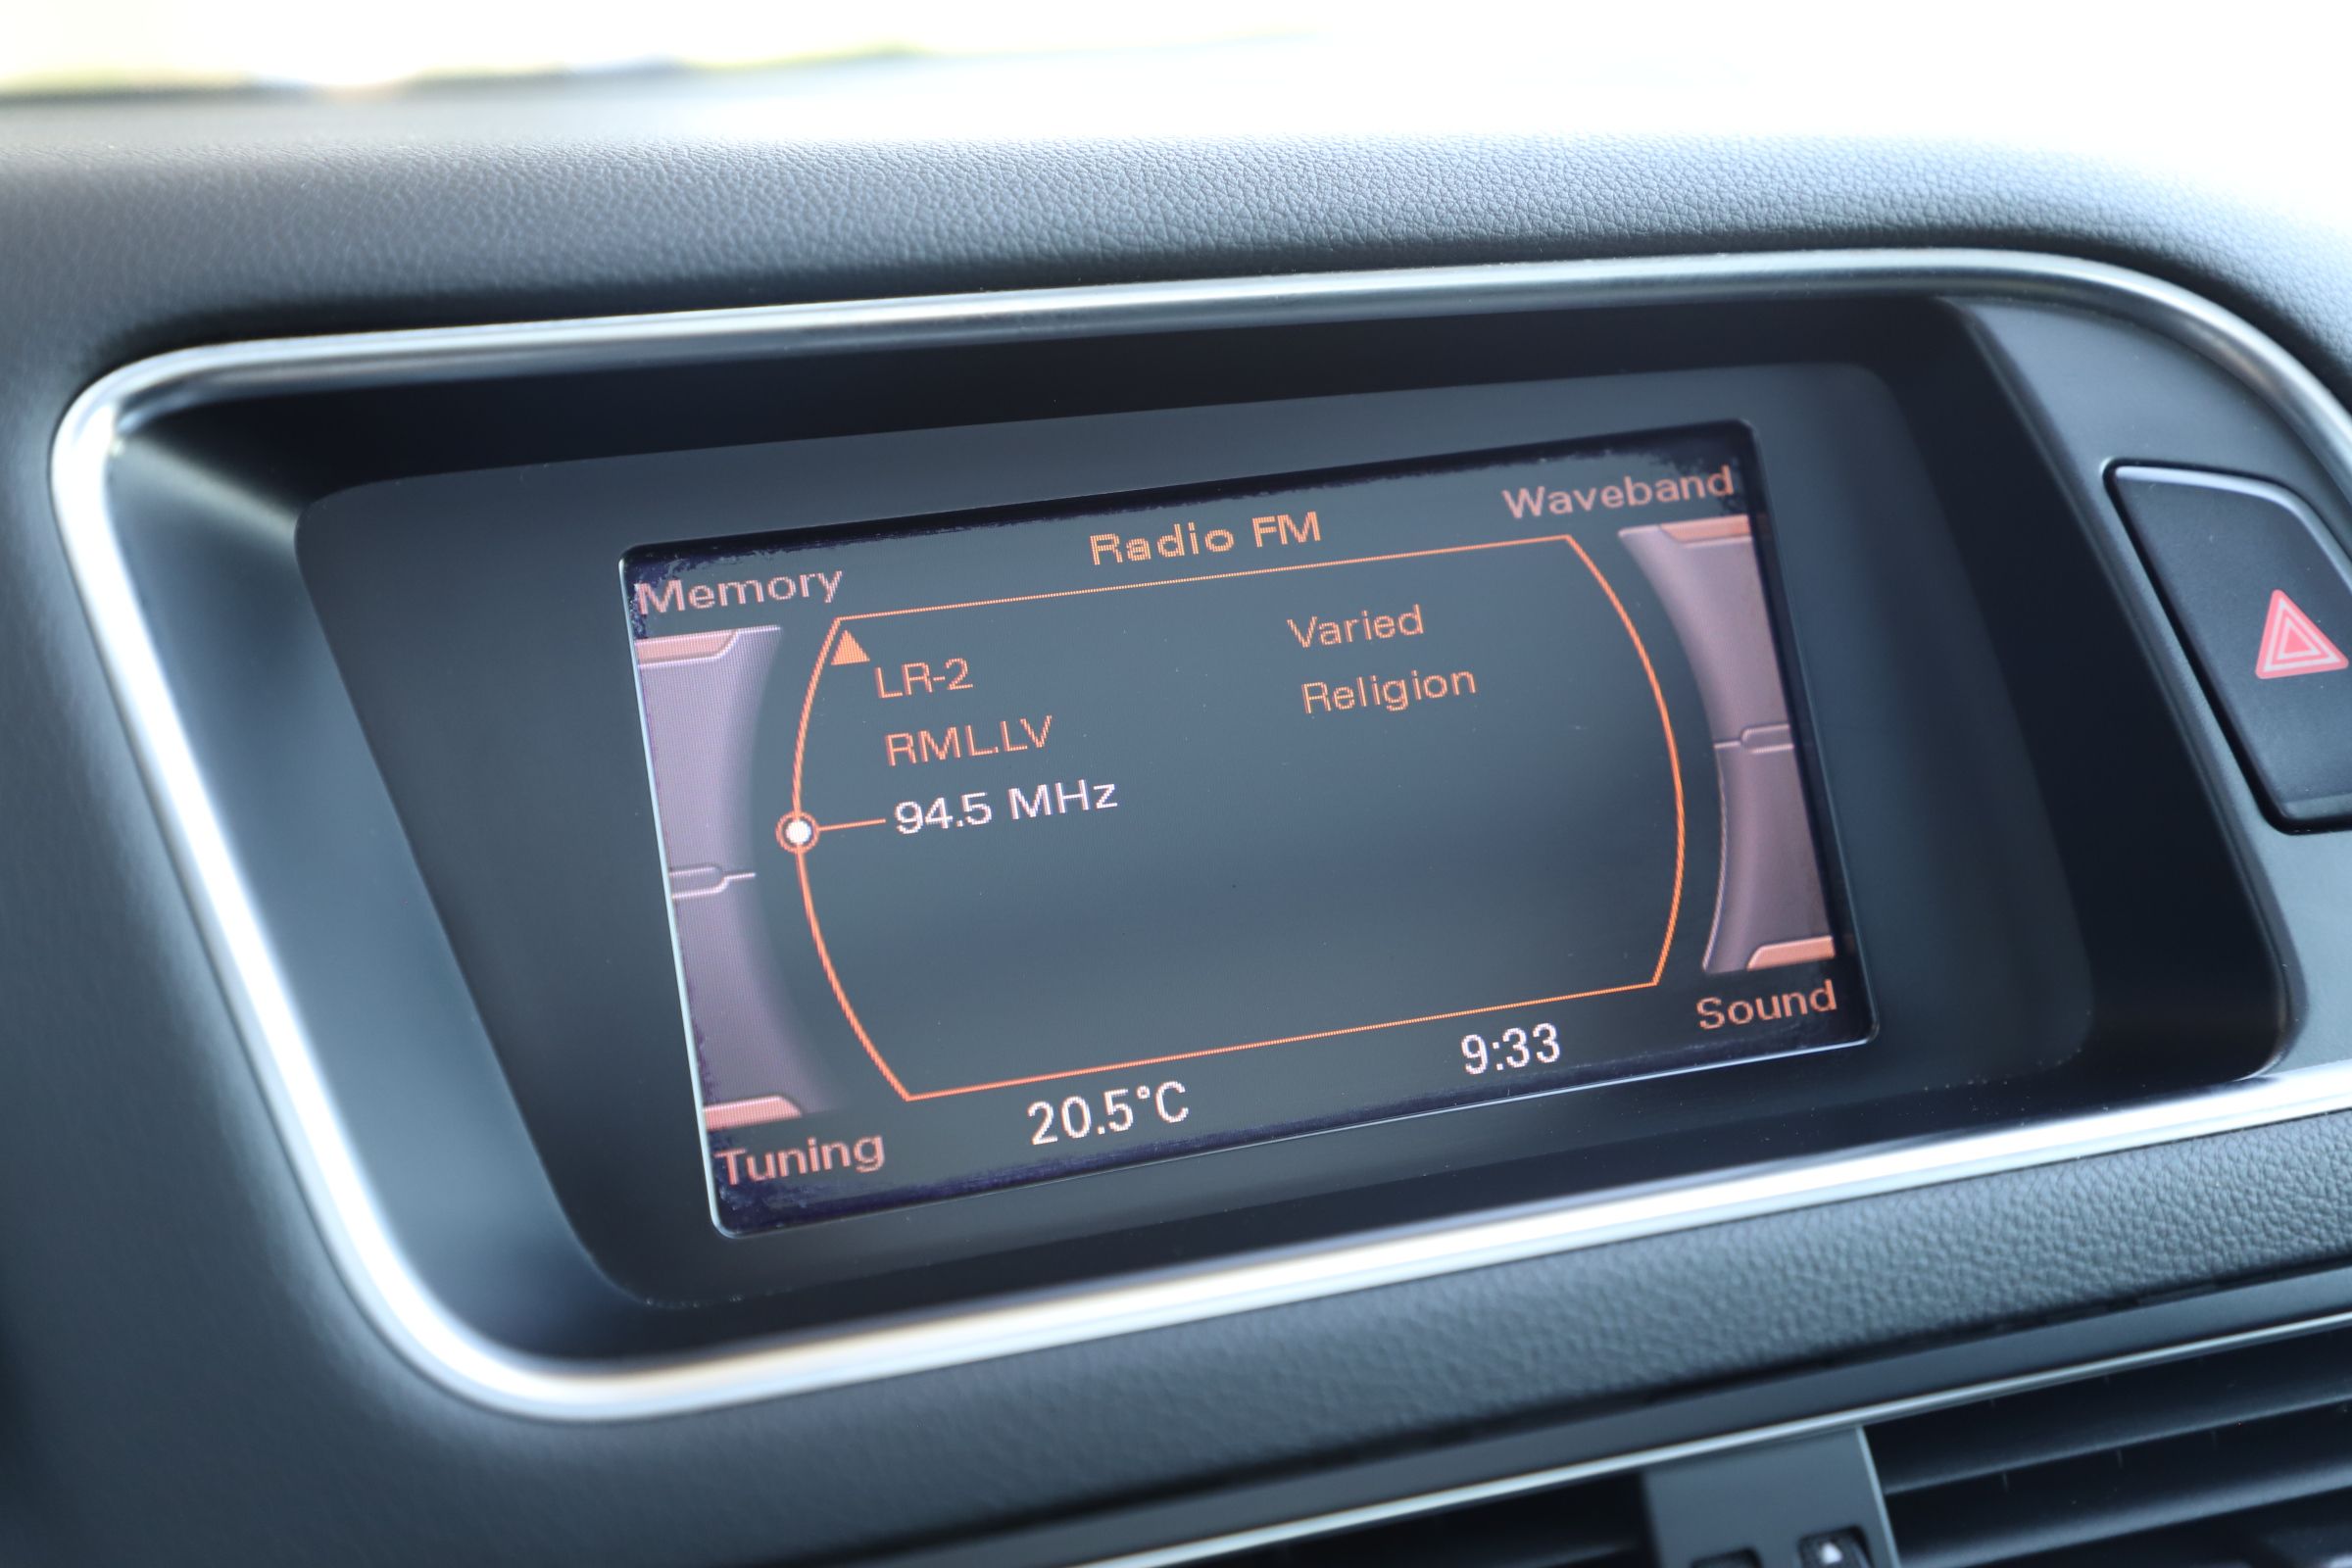 Radio FM
Memory
Waveband
LR-2 Varied
RML.LV Religion
94.5 MHz
Tuning
20.5°C
9:33
Sound